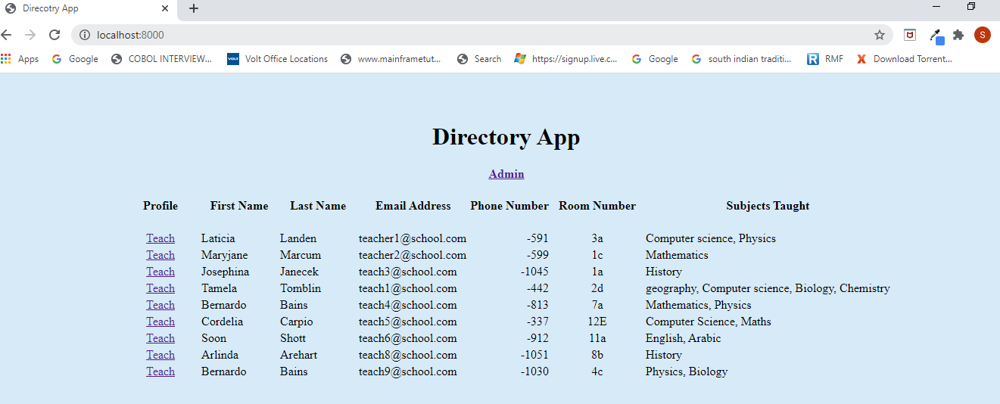 Direcotry App
localhost:8000
S
Apps Google COBOL INTERVIEW... VOLT Volt Office Locations www.mainframetut... Search https://signup.live.c... Google south indian traditi... R RMF X Download Torrent...
Directory App
Admin
Profile First Name Last Name Email Address Phone Number Room Number Subjects Taught
Teach Laticia Landen teacher1@school.com -591 3a Computer science, Physics
Teach Maryjane Marcum teacher2@school.com -599 1c Mathematics
Teach Josephina Janecek teach3@school.com -1045 1a History
Teach Tamela Tomblin teach1@school.com -442 2d geography, Computer science, Biology, Chemistry
Teach Bernardo Bains teach4@school.com -813 7a Mathematics, Physics
Teach Cordelia Carpio teach5@school.com -337 12E Computer Science, Maths
Teach Soon Shott teach6@school.com -912 11a English, Arabic
Teach Arlinda Arehart teach8@school.com -1051 8b History
Teach Bernardo Bains teach9@school.com -1030 4c Physics, Biology